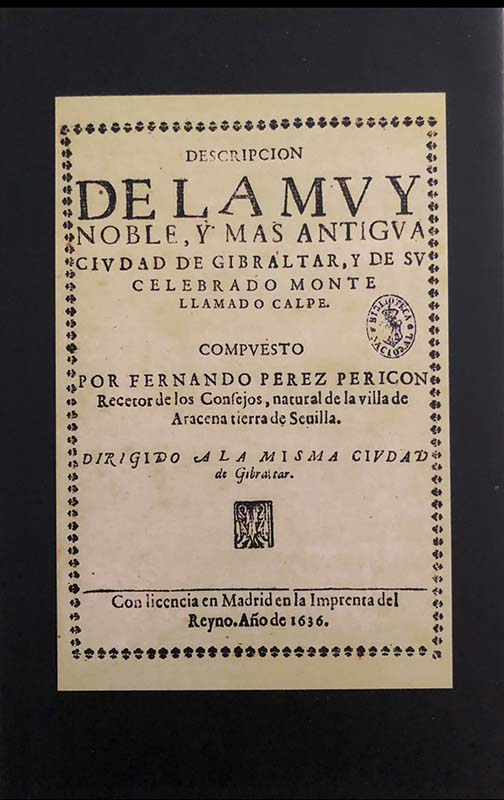 DESCRIPCION
DE LA MVY
NOBLE, Y MAS ANTIGVA
CIVDAD DE GIBRALTAR, Y DE SV
CELEBRADO MONTE
LLAMADO CALPE.
BIBLIOTECA
NACIONAL
COMPVESTO
POR FERNANDO PEREZ PERICON
Recetor de los Conſejos, natural de la villa de
Aracena tierra de Seuilla.
DIRIGIDO A LA MISMA CIVDAD
de Gibraltar.
Con licencia en Madrid en la Imprenta del
Reyno. Año de 1636.